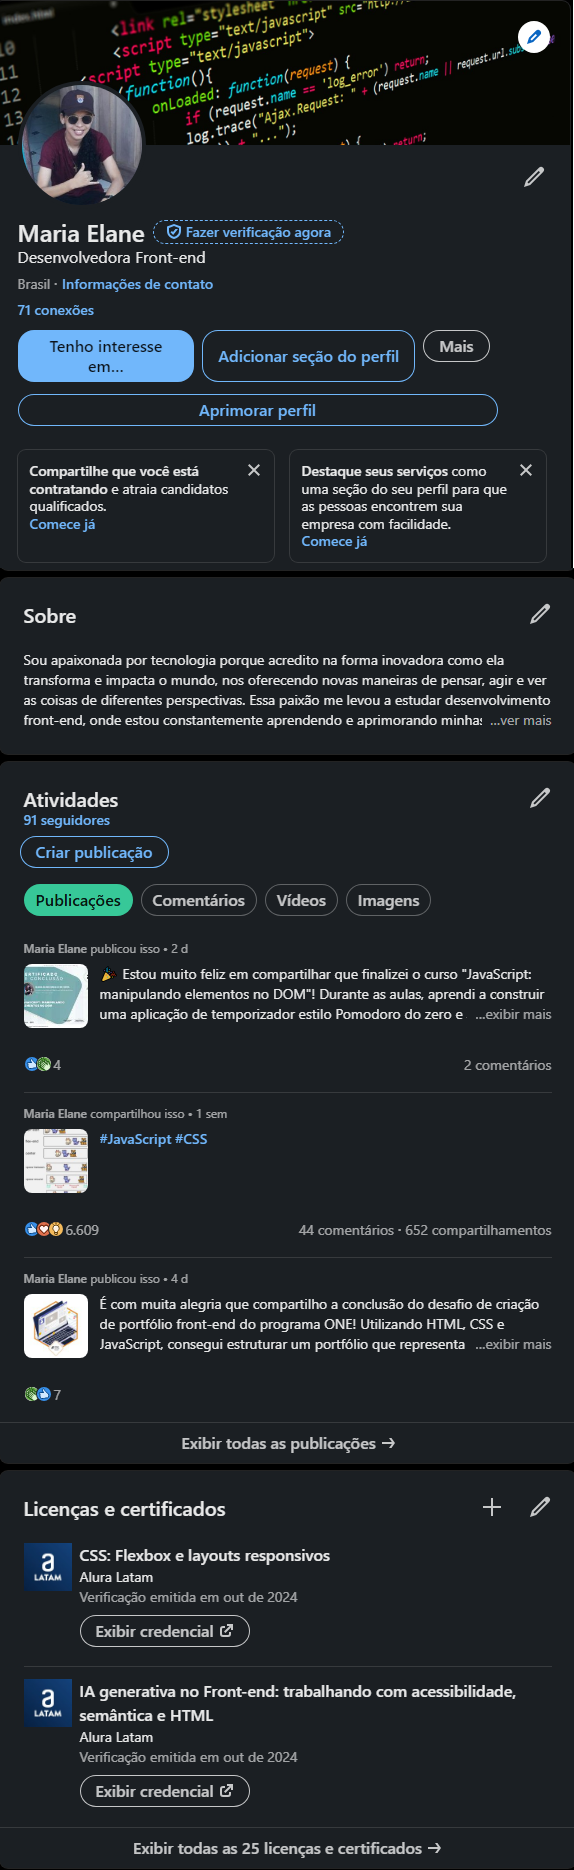 index.html
<link rel="stylesheet
<script type="text/javascript" src="http://
10
<script type="text/javascript">
11
<script type="text/javascript">
12
(function(){
13
onLoaded: function(request) {
if (request.name == 'log_error') return;
(request.name || request.url.
log.trace("Ajax.Request: " +
+ "...");
return;
Maria Elane
Fazer verificação agora
Desenvolvedora Front-end
Brasil · Informações de contato
71 conexões
Tenho interesse
em...
Adicionar seção do perfil
Mais
Aprimorar perfil
Compartilhe que você está
contratando e atraia candidatos
qualificados.
Comece já
Destaque seus serviços como
uma seção do seu perfil para que
as pessoas encontrem sua
empresa com facilidade.
Comece já
Sobre
Sou apaixonada por tecnologia porque acredito na forma inovadora como ela
transforma e impacta o mundo, nos oferecendo novas maneiras de pensar, agir e ver
as coisas de diferentes perspectivas. Essa paixão me levou a estudar desenvolvimento
front-end, onde estou constantemente aprendendo e aprimorando minhas ...ver mais
Atividades
91 seguidores
Criar publicação
Publicações
Comentários
Vídeos
Imagens
Maria Elane publicou isso • 2 d
🎉 Estou muito feliz em compartilhar que finalizei o curso "JavaScript:
manipulando elementos no DOM"! Durante as aulas, aprendi a construir
uma aplicação de temporizador estilo Pomodoro do zero e ...exibir mais
4
2 comentários
Maria Elane compartilhou isso • 1 sem
#JavaScript #CSS
6.609
44 comentários · 652 compartilhamentos
Maria Elane publicou isso • 4 d
É com muita alegria que compartilho a conclusão do desafio de criação
de portfólio front-end do programa ONE! Utilizando HTML, CSS e
JavaScript, consegui estruturar um portfólio que representa ...exibir mais
7
Exibir todas as publicações →
Licenças e certificados
a
LATAM
CSS: Flexbox e layouts responsivos
Alura Latam
Verificação emitida em out de 2024
Exibir credencial
a
LATAM
IA generativa no Front-end: trabalhando com acessibilidade,
semântica e HTML
Alura Latam
Verificação emitida em out de 2024
Exibir credencial
Exibir todas as 25 licenças e certificados →